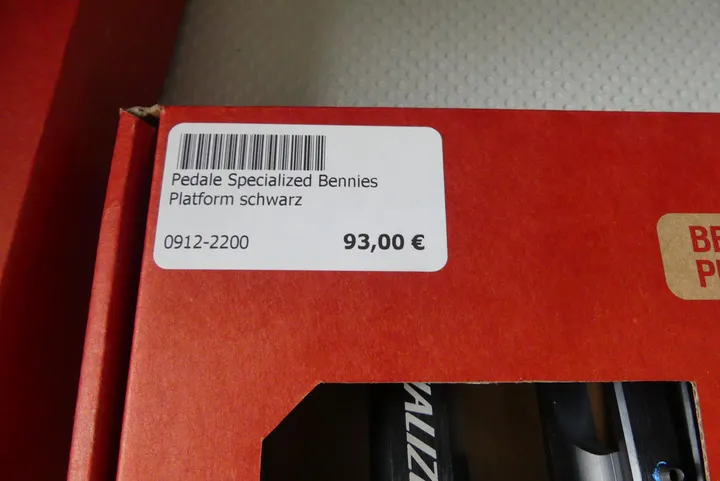 Pedale Specialized Bennies
Platform schwarz
0912-2200 93,00 €